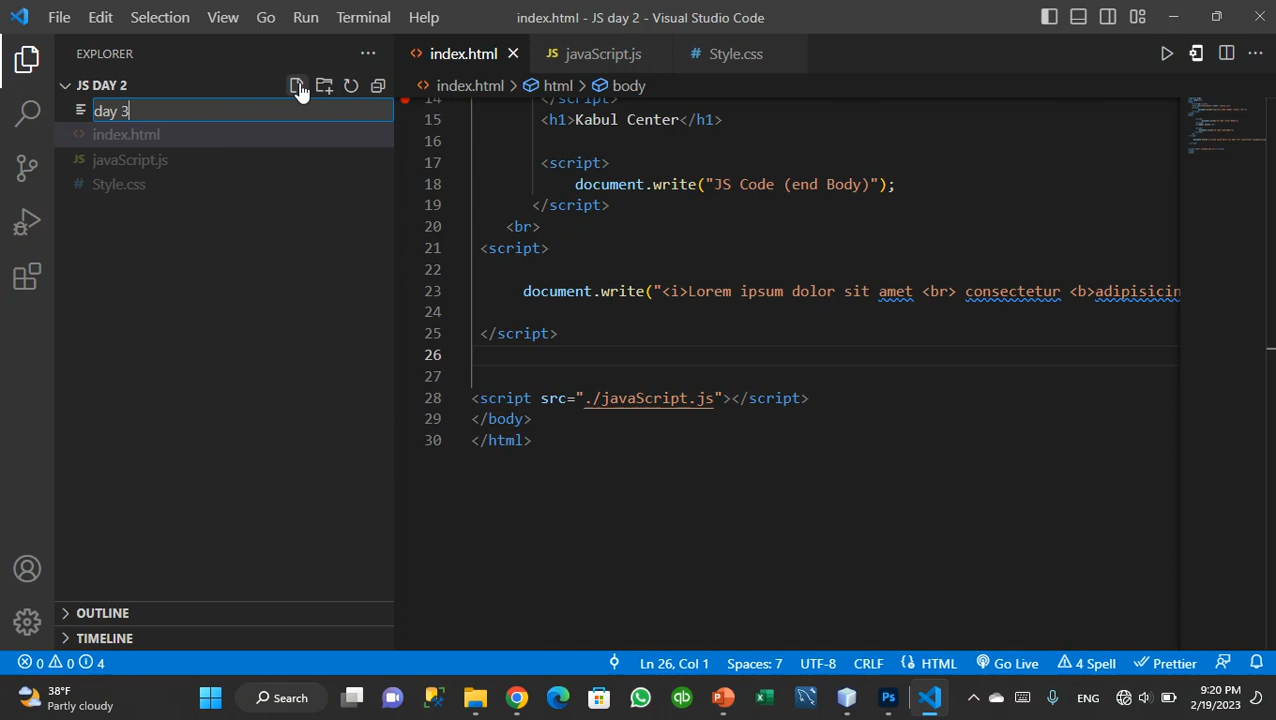 File Edit Selection View Go Run Terminal Help
index.html - JS day 2 - Visual Studio Code
EXPLORER
JS DAY 2
day 3
index.html
JS javaScript.js
# Style.css
OUTLINE
TIMELINE
index.html
JS javaScript.js
# Style.css
index.html > html > body
14 </script>
15 <h1>Kabul Center</h1>
16
17 <script>
18 document.write("JS Code (end Body)");
19 </script>
20 <br>
21 <script>
22
23 document.write("<i>Lorem ipsum dolor sit amet <br> consectetur <b>adipisicin
24
25 </script>
26
27
28 <script src="./javaScript.js"></script>
29 </body>
30 </html>
0 0 4
Ln 26, Col 1 Spaces: 7 UTF-8 CRLF HTML Go Live 4 Spell Prettier
38°F
Partly cloudy
Search
ENG
9:20 PM
2/19/2023